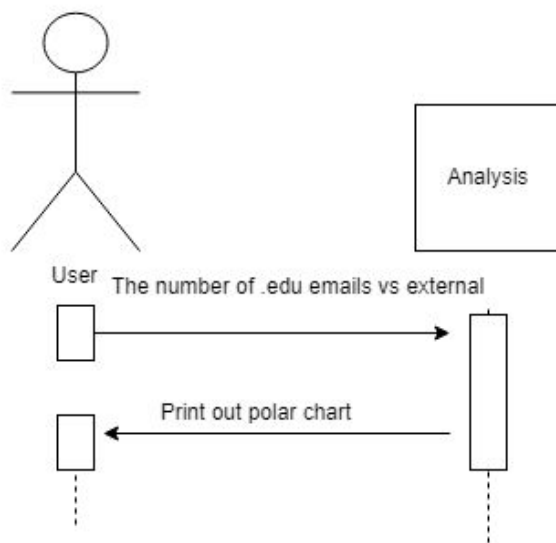 Analysis
User
The number of .edu emails vs external
Print out polar chart